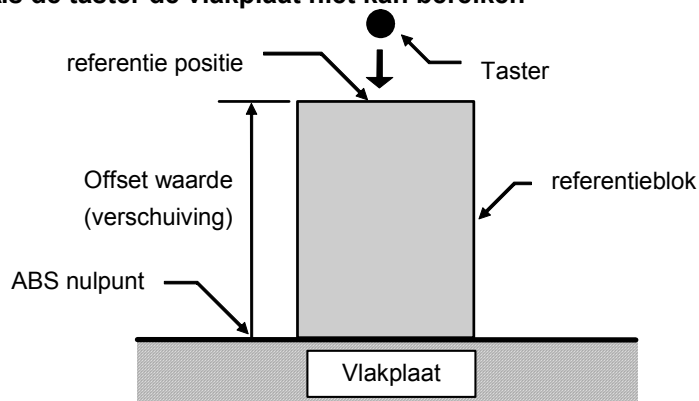 als de taster de vlakplaat niet kan bereiken
referentie positie
Taster
Offset waarde
(verschuiving)
referentieblok
ABS nulpunt
Vlakplaat